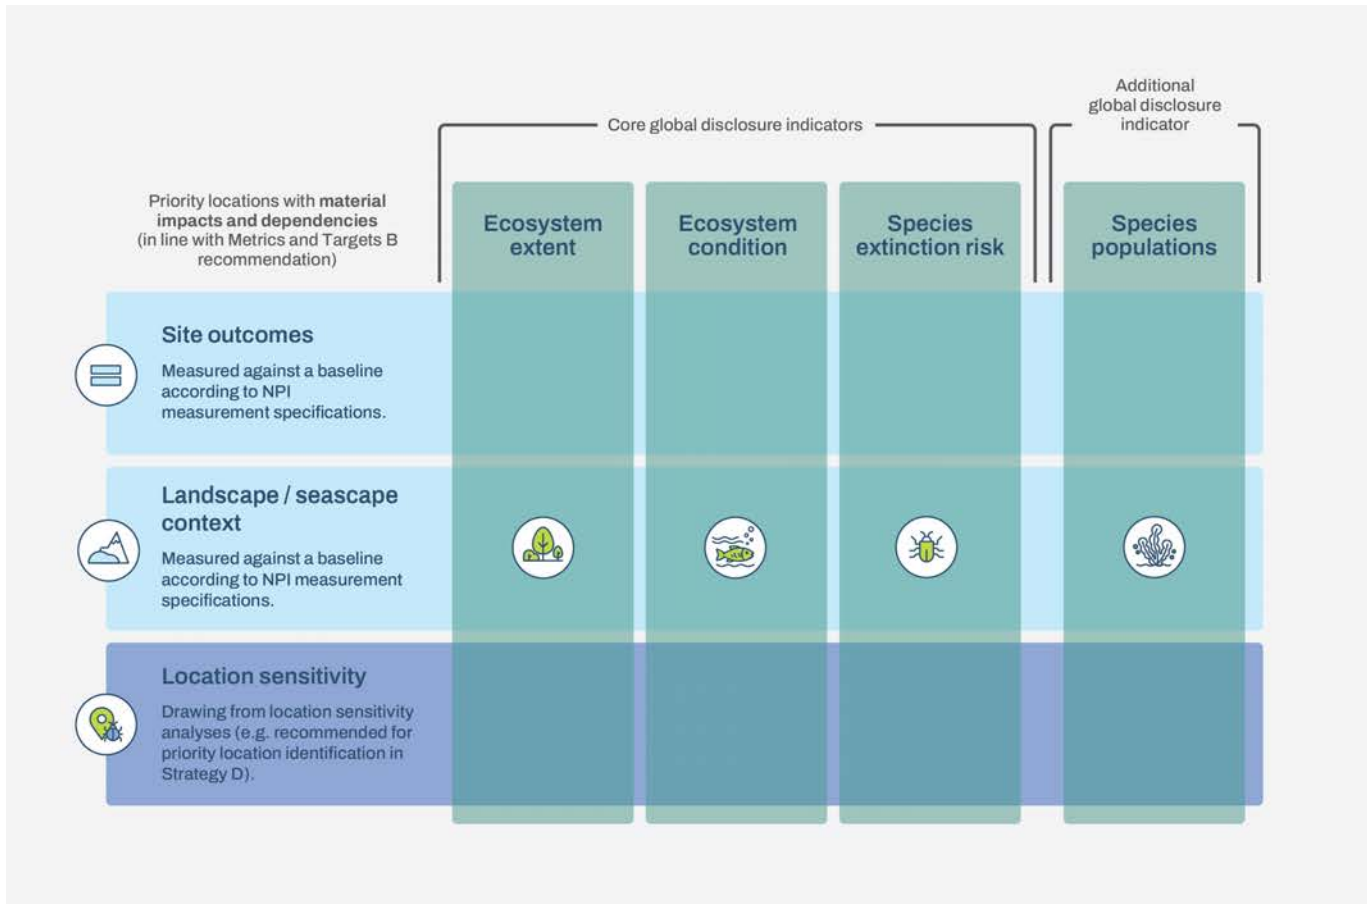 Additional
global disclosure
indicator
Core global disclosure indicators
Priority locations with material
impacts and dependencies
(in line with Metrics and Targets B
recommendation)
Ecosystem
extent
Ecosystem
condition
Species
extinction risk
Species
populations
Site outcomes
Measured against a baseline
according to NPI
measurement specifications.
Landscape / seascape
context
Measured against a baseline
according to NPI measurement
specifications.
Location sensitivity
Drawing from location sensitivity
analyses (e.g. recommended for
priority location identification in
Strategy D).